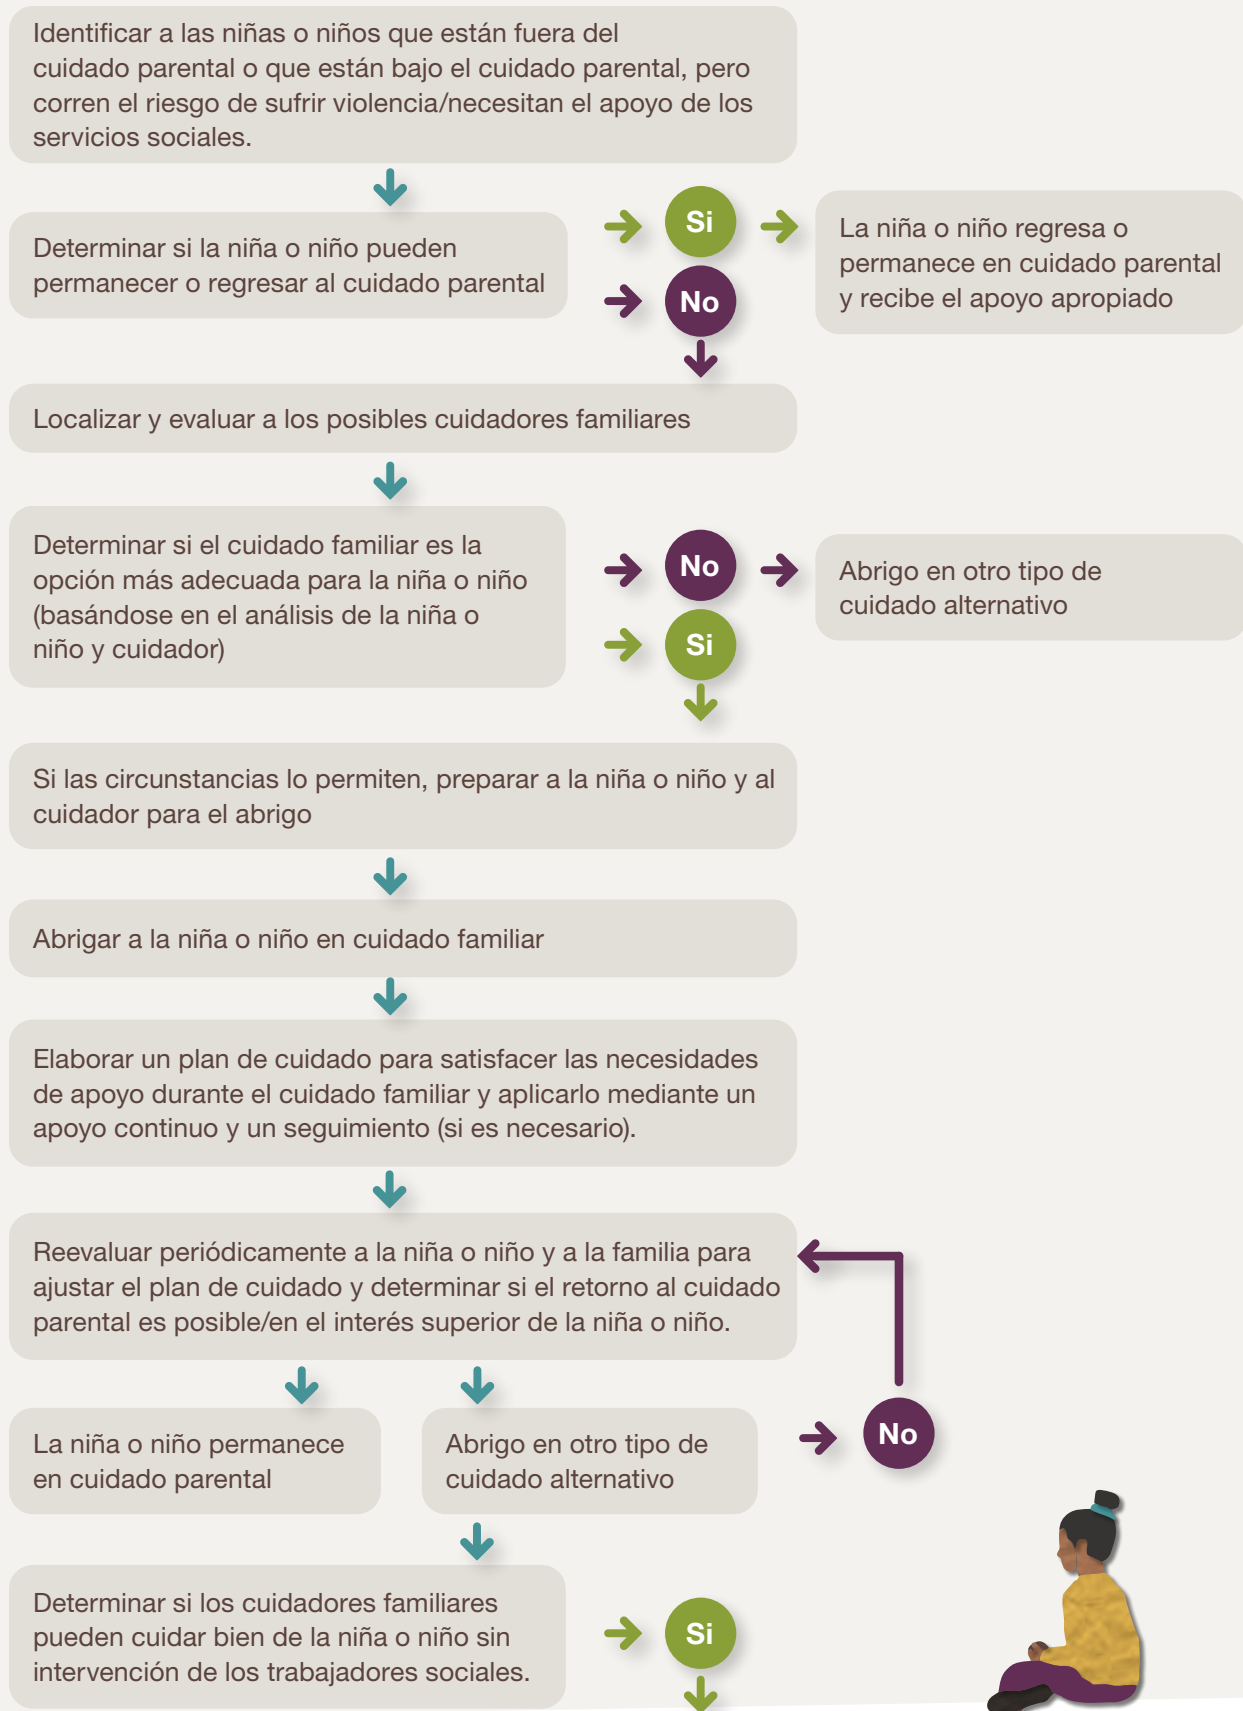 Identificar a las niñas o niños que están fuera del
cuidado parental o que están bajo el cuidado parental, pero
corren el riesgo de sufrir violencia/necesitan el apoyo de los
servicios sociales.
Determinar si la niña o niño pueden
permanecer o regresar al cuidado parental
Si
No
La niña o niño regresa o
permanece en cuidado parental
y recibe el apoyo apropiado
Localizar y evaluar a los posibles cuidadores familiares
Determinar si el cuidado familiar es la
opción más adecuada para la niña o niño
(basándose en el análisis de la niña o
niño y cuidador)
No
Si
Abrigo en otro tipo de
cuidado alternativo
Si las circunstancias lo permiten, preparar a la niña o niño y al
cuidador para el abrigo
Abrigar a la niña o niño en cuidado familiar
Elaborar un plan de cuidado para satisfacer las necesidades
de apoyo durante el cuidado familiar y aplicarlo mediante un
apoyo continuo y un seguimiento (si es necesario).
Reevaluar periódicamente a la niña o niño y a la familia para
ajustar el plan de cuidado y determinar si el retorno al cuidado
parental es posible/en el interés superior de la niña o niño.
La niña o niño permanece
en cuidado parental
Abrigo en otro tipo de
cuidado alternativo
No
Determinar si los cuidadores familiares
pueden cuidar bien de la niña o niño sin
intervención de los trabajadores sociales.
Si